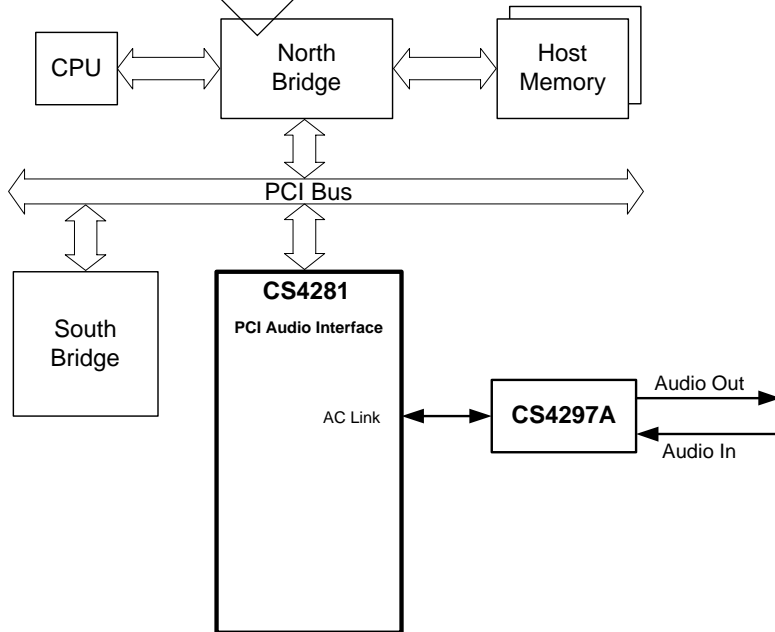 CPU
North
Bridge
Host
Memory
PCI Bus
South
Bridge
CS4281
PCI Audio Interface
AC Link
CS4297A
Audio Out
Audio In